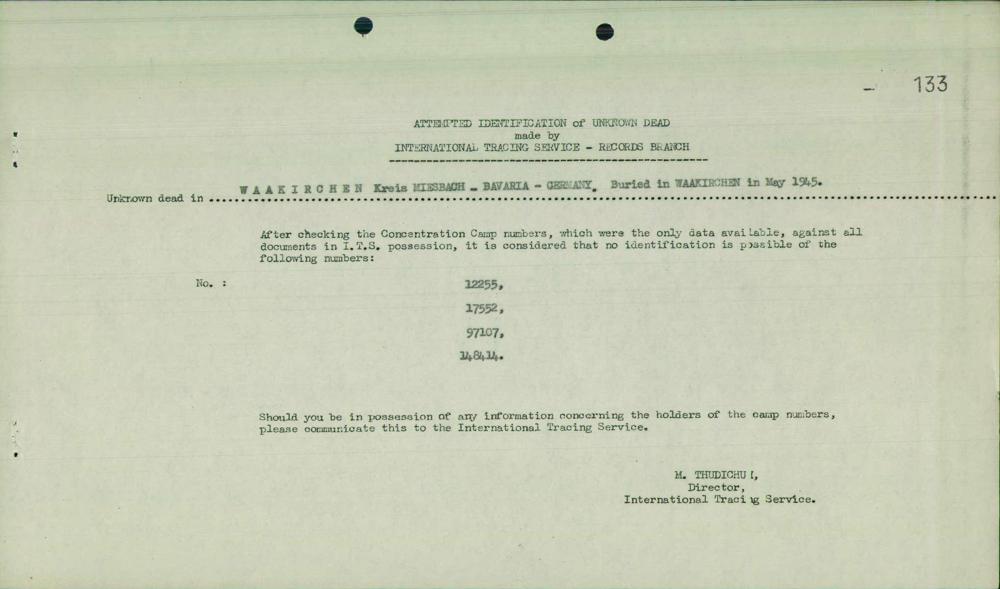 - 133
ATTEMPTED IDENTIFICATION of UNKNOWN DEAD
made by
INTERNATIONAL TRACING SERVICE - RECORDS BRANCH
Unknown dead in WAAKIRCHEN Kreis MIESBACH - BAVARIA - GERMANY. Buried in WAAKIRCHEN in May 1945.
After checking the Concentration Camp numbers, which were the only data available, against all
documents in I.T.S. possession, it is considered that no identification is possible of the
following numbers:
No. : 12255,
17552,
97107,
148414.
Should you be in possession of any information concerning the holders of the camp numbers,
please communicate this to the International Tracing Service.
M. THUDICHUM,
Director,
International Tracing Service.